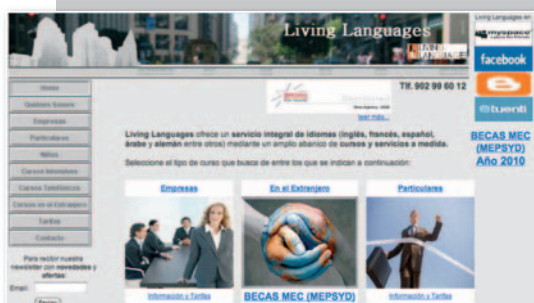 Living Languages
Living Languages en
myspace
facebook
tuenti
BECAS MEC
(MEPSYD)
Año 2010
Tlf. 902 99 60 12
leer más...
Home
Quiénes Somos
Empresas
Particulares
Niños
Cursos Intensivos
Cursos Telefónicos
Cursos en el Extranjero
Tarifas
Contacto
Para recibir nuestra
newsletter con novedades y
ofertas:
Email:
Living Languages ofrece un servicio integral de idiomas (inglés, francés, español,
árabe y alemán entre otros) mediante un amplio abanico de cursos y servicios a medida.
Seleccione el tipo de curso que busca de entre los que se indican a continuación:
Empresas
En el Extranjero
Particulares
Información y Tarifas
BECAS MEC (MEPSYD)
Información y Tarifas